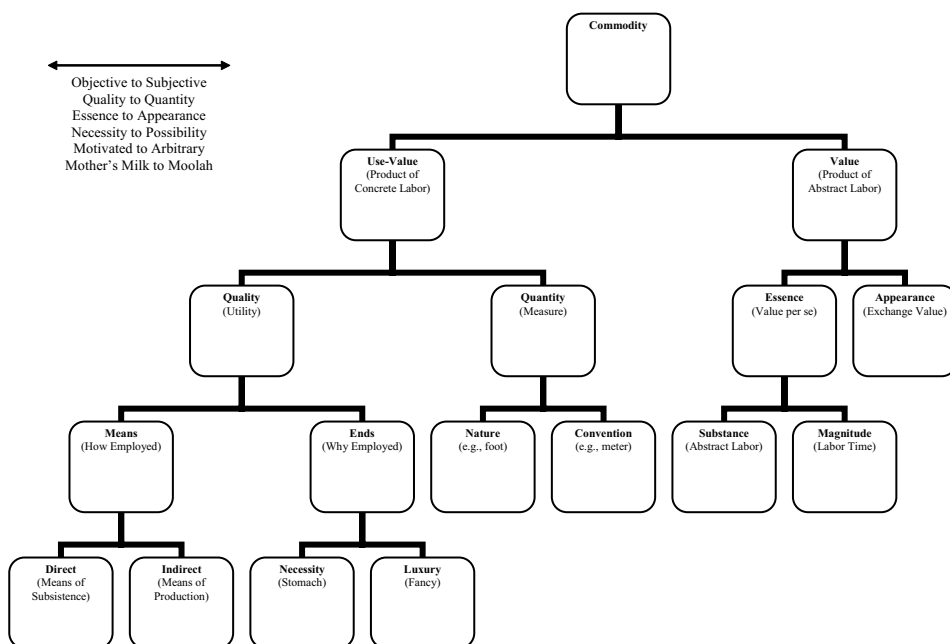 Commodity
Objective to Subjective
Quality to Quantity
Essence to Appearance
Necessity to Possibility
Motivated to Arbitrary
Mother's Milk to Moolah
Use-Value
(Product of
Concrete Labor)
Value
(Product of
Abstract Labor)
Quality
(Utility)
Quantity
(Measure)
Essence
(Value per se)
Appearance
(Exchange Value)
Means
(How Employed)
Ends
(Why Employed)
Nature
(e.g., foot)
Convention
(e.g., meter)
Substance
(Abstract Labor)
Magnitude
(Labor Time)
Direct
(Means of
Subsistence)
Indirect
(Means of
Production)
Necessity
(Stomach)
Luxury
(Fancy)